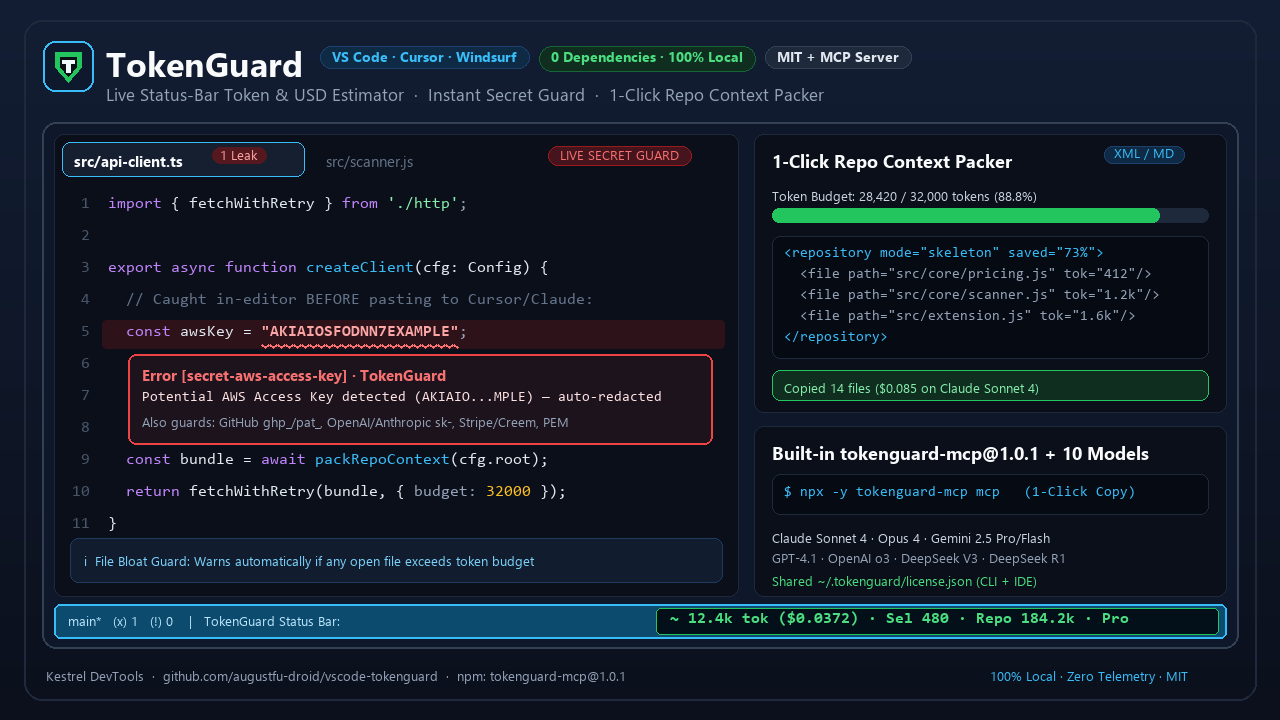 T
TokenGuard
VS Code · Cursor · Windsurf
0 Dependencies · 100% Local
MIT + MCP Server
Live Status-Bar Token & USD Estimator · Instant Secret Guard · 1-Click Repo Context Packer
src/api-client.ts
1 Leak
src/scanner.js
LIVE SECRET GUARD
1 import { fetchWithRetry } from './http';
2
3 export async function createClient(cfg: Config) {
4 // Caught in-editor BEFORE pasting to Cursor/Claude:
5 const awsKey = "AKIAIOSFODNN7EXAMPLE";
6
Error [secret-aws-access-key] · TokenGuard
7
Potential AWS Access Key detected (AKIAIO...MPLE) — auto-redacted
8
Also guards: GitHub ghp_/pat_, OpenAI/Anthropic sk-, Stripe/Creem, PEM
9 const bundle = await packRepoContext(cfg.root);
10 return fetchWithRetry(bundle, { budget: 32000 });
11 }
i File Bloat Guard: Warns automatically if any open file exceeds token budget
1-Click Repo Context Packer
XML / MD
Token Budget: 28,420 / 32,000 tokens (88.8%)
<repository mode="skeleton" saved="73%">
<file path="src/core/pricing.js" tok="412"/>
<file path="src/core/scanner.js" tok="1.2k"/>
<file path="src/extension.js" tok="1.6k"/>
</repository>
Copied 14 files ($0.085 on Claude Sonnet 4)
Built-in tokenguard-mcp@1.0.1 + 10 Models
$ npx -y tokenguard-mcp mcp (1-Click Copy)
Claude Sonnet 4 · Opus 4 · Gemini 2.5 Pro/Flash
GPT-4.1 · OpenAI o3 · DeepSeek V3 · DeepSeek R1
Shared ~/.tokenguard/license.json (CLI + IDE)
main* (x) 1 (!) 0 | TokenGuard Status Bar:
~ 12.4k tok ($0.0372) · Sel 480 · Repo 184.2k · Pro
Kestrel DevTools · github.com/augustfu-droid/vscode-tokenguard · npm: tokenguard-mcp@1.0.1
100% Local · Zero Telemetry · MIT